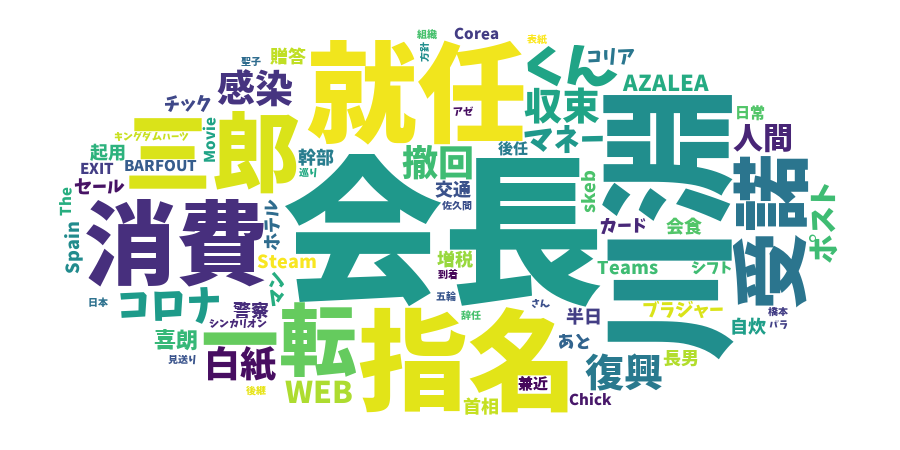 組織
Corea
表紙
聖子
贈答
方針
就任
くん
コリア
感染
AZALEA
チック
アゼ
収束
日常
キングダムハーツ
Movie
三郎
マネー
人間
起用
BARFOUT
幹部
撤回
後任
川淵
EXIT
巡り
セール
交通
skeb
受諾
The
佐久間
カード
会食
ポスト
消費
ホテル
会長
Spain
Steam
増税
Teams
シフト
到着
マン
日本
コロナ
警察
五輪
さん
半日
ブラジャー
橋本
シンカリオン
一転
辞任
自炊
バラ
喜朗
指名
あと
見送り
白紙
長男
兼近
復興
後継
WEB
首相
Chick